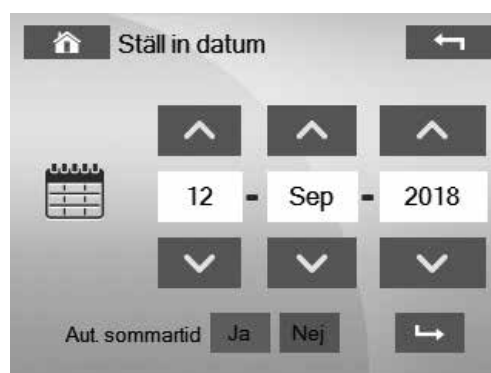 Ställ in datum
12 - Sep - 2018
Aut. sommartid Ja Nej